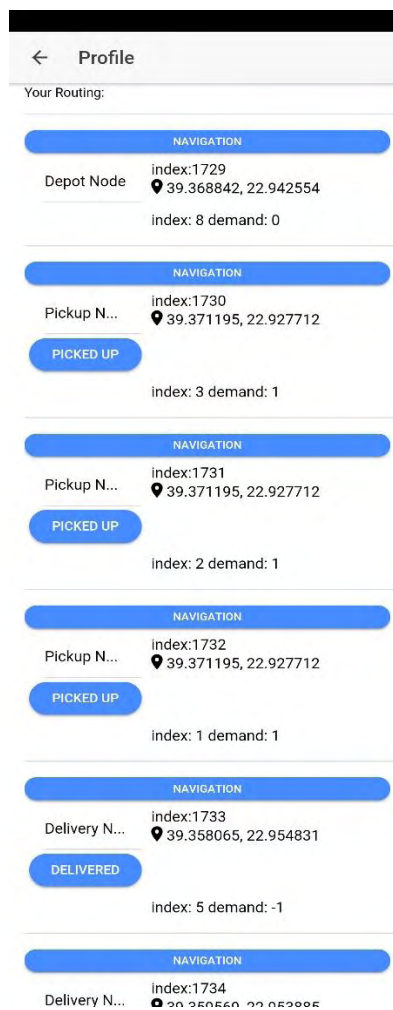 Profile
Your Routing:
NAVIGATION
Depot Node
index:1729
39.368842, 22.942554
index: 8 demand: 0
NAVIGATION
Pickup N...
index:1730
39.371195, 22.927712
PICKED UP
index: 3 demand: 1
NAVIGATION
Pickup N...
index:1731
39.371195, 22.927712
PICKED UP
index: 2 demand: 1
NAVIGATION
Pickup N...
index:1732
39.371195, 22.927712
PICKED UP
index: 1 demand: 1
NAVIGATION
Delivery N...
index:1733
39.358065, 22.954831
DELIVERED
index: 5 demand: -1
NAVIGATION
Delivery N...
index:1734